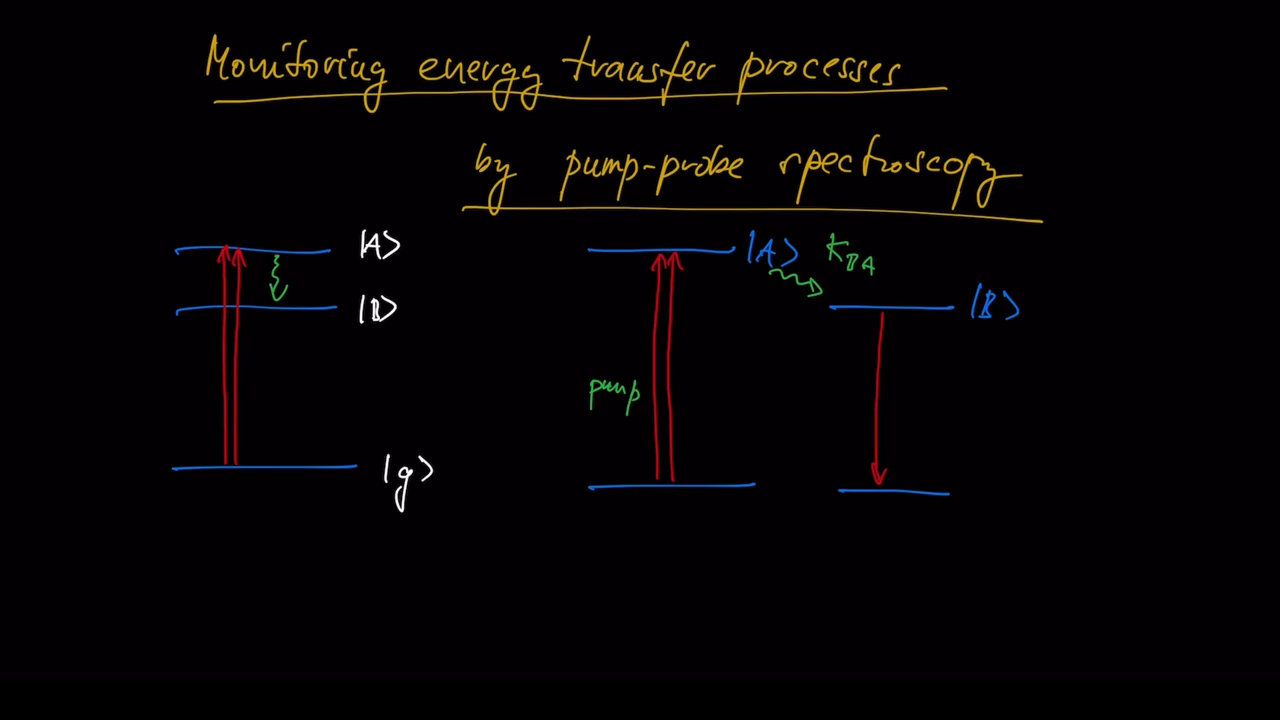 Monitoring energy transfer processes
by pump-probe spectroscopy
|A>
|B>
|g>
|A> k_BA
|B>
pump